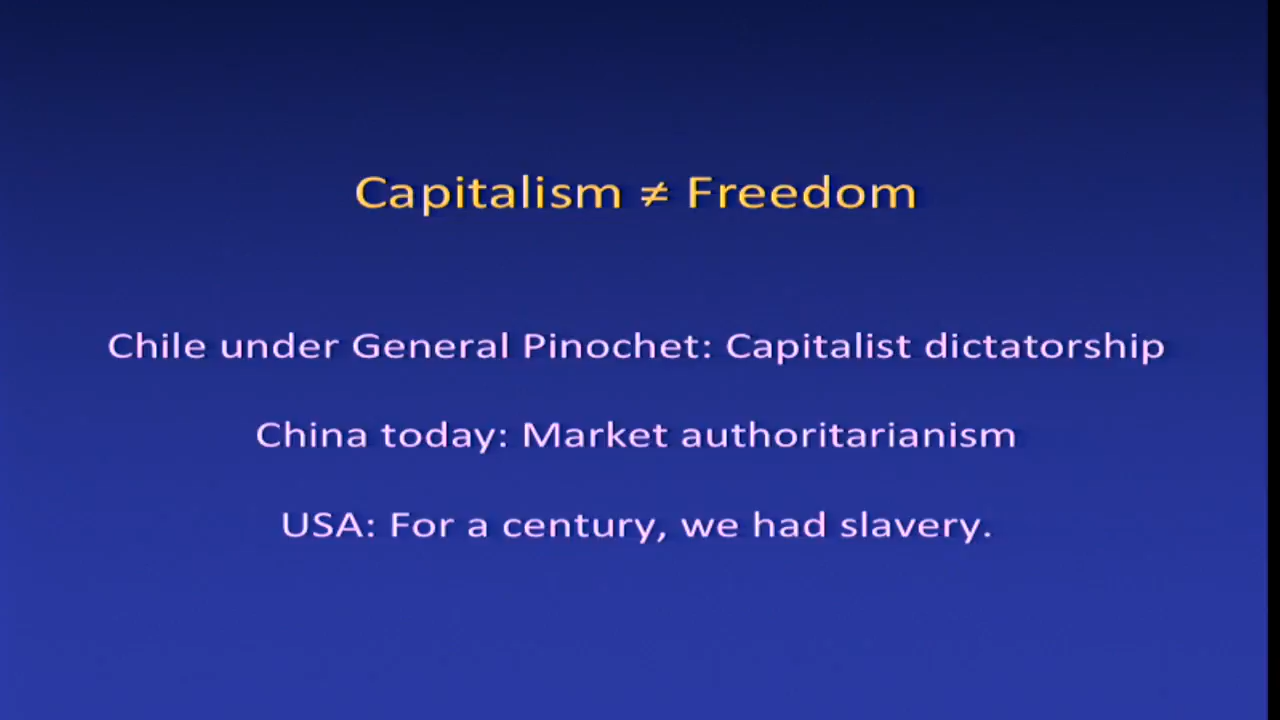 Capitalism ≠ Freedom
Chile under General Pinochet: Capitalist dictatorship
China today: Market authoritarianism
USA: For a century, we had slavery.